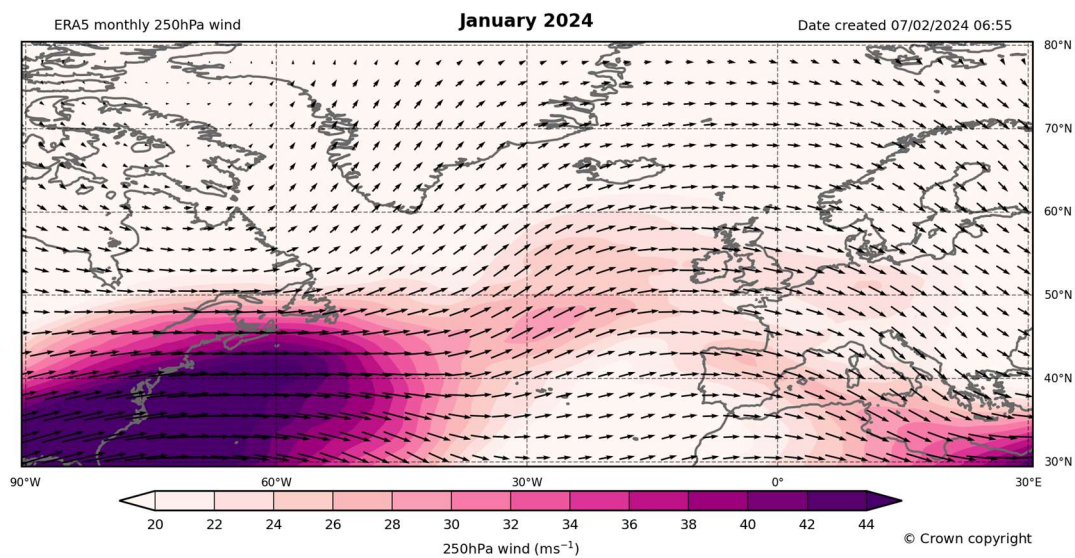 ERA5 monthly 250hPa wind
January 2024
Date created 07/02/2024 06:55
80°N
70°N
60°N
50°N
40°N
30°N
90°W 60°W 30°W 0° 30°E
20 22 24 26 28 30 32 34 36 38 40 42 44
250hPa wind (ms⁻¹)
© Crown copyright